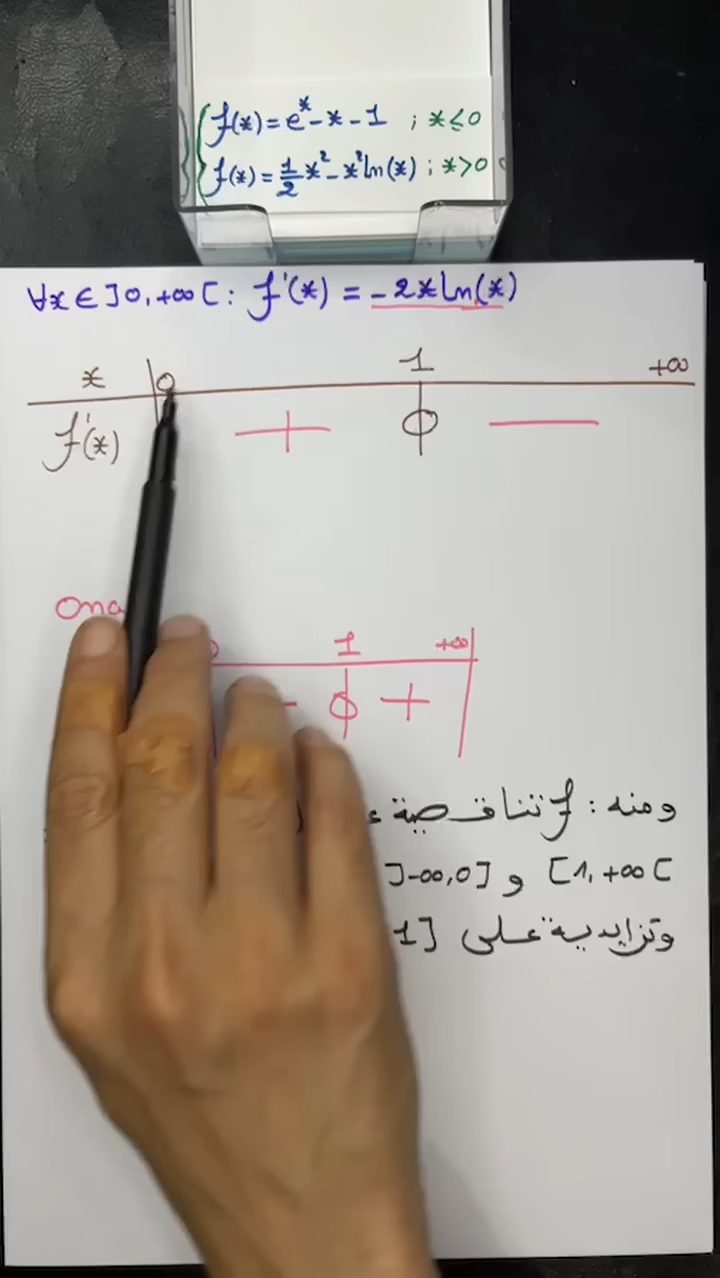 f(x) = e^x - x - 1 ; x ≤ 0
f(x) = 1/2 x² - x² ln(x) ; x > 0
∀x ∈ ]0, +∞[ : f'(x) = -2x ln(x)
x 0 1 +∞
f'(x) + 0 −
Ona
1 +∞
- 0 +
ومنه : f تناقصية
]-∞,0] و [1, +∞[
وتزايدية على 1]